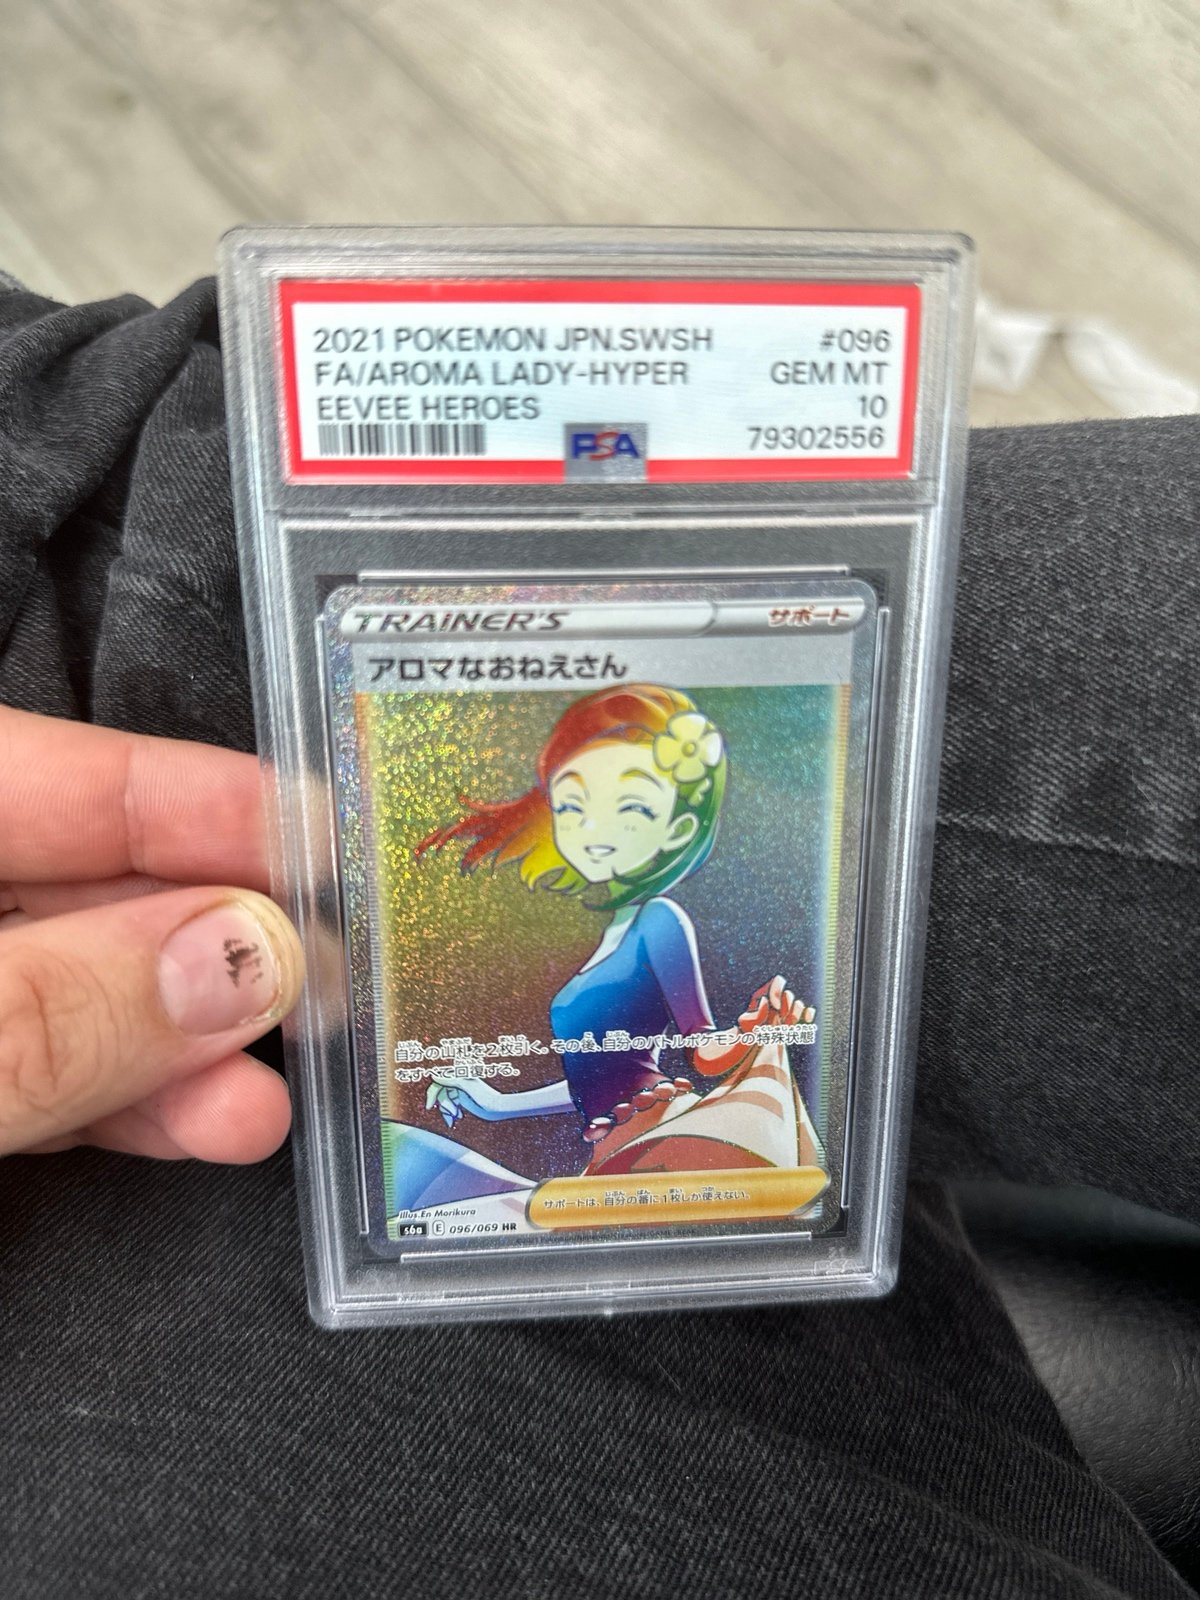 2021 POKEMON JPN.SWSH #096
FA/AROMA LADY-HYPER GEM MT
EEVEE HEROES 10
PSA 79302556
TRAINER'S サポート
アロマなおねえさん
自分の山札を2枚引く。その後、自分のバトルポケモンの特殊状態
をすべて回復する。
サポートは、自分の番に1枚しか使えない。
Illus.En Morikura
s6a E 096/069 HR